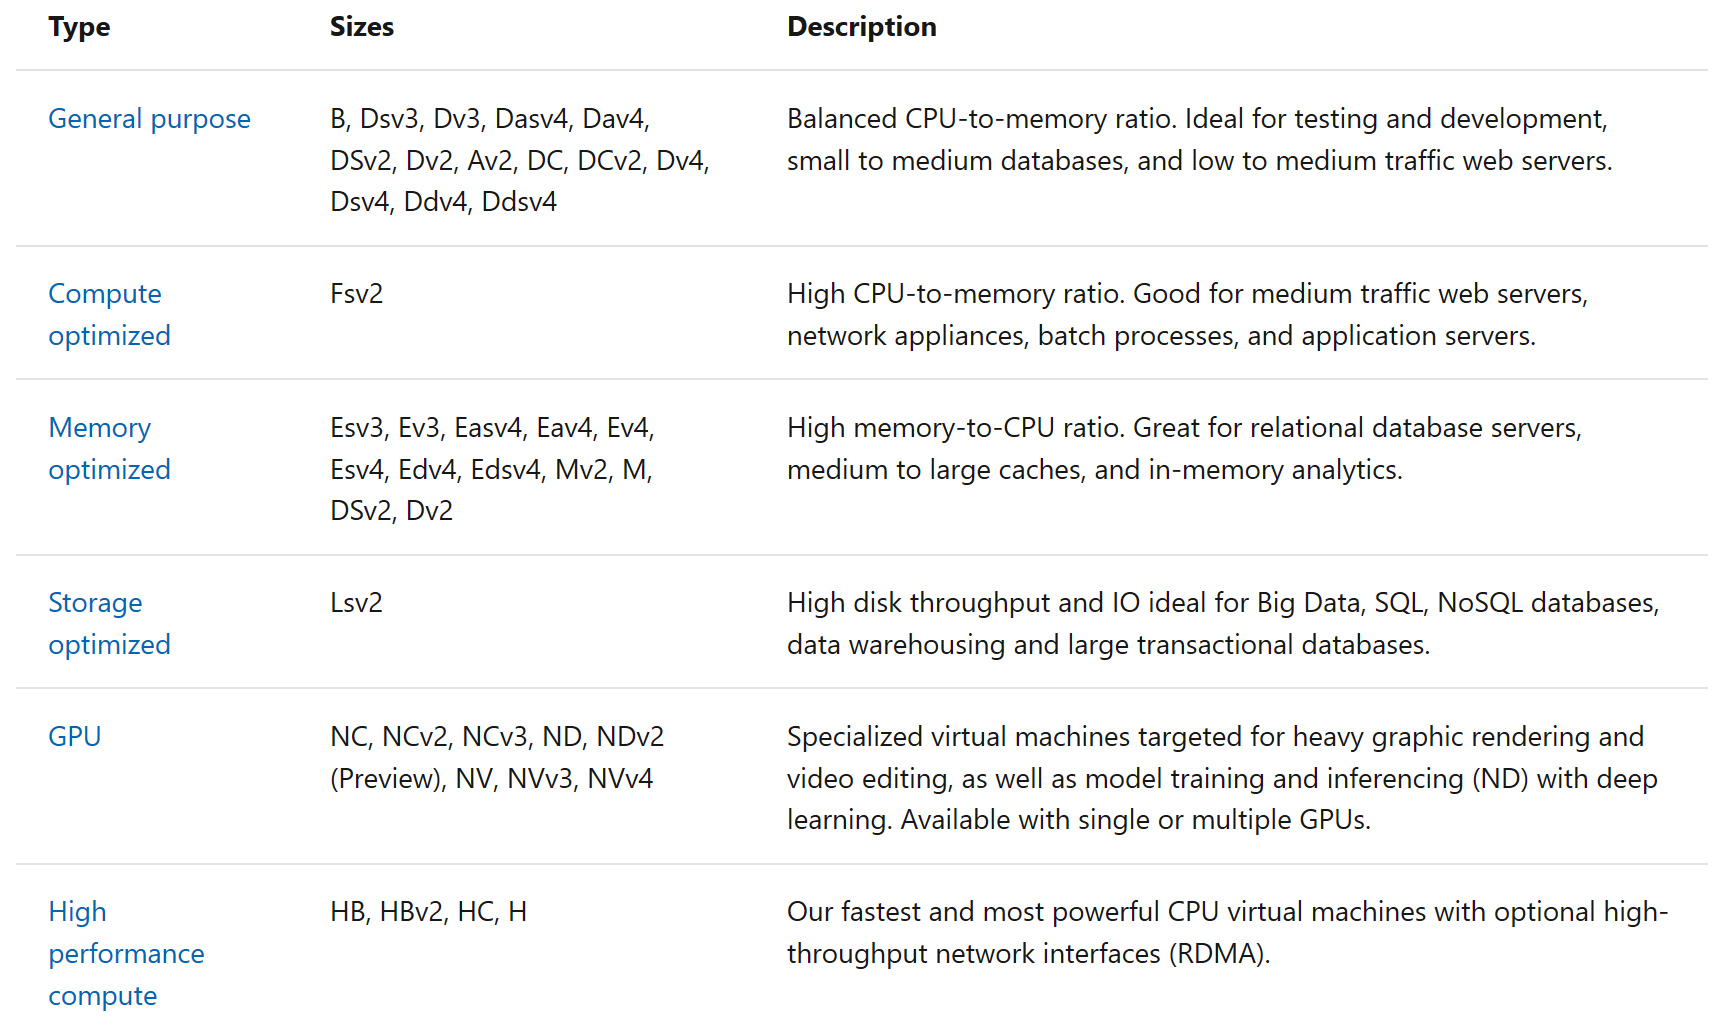 Type Sizes Description
General purpose B, Dsv3, Dv3, Dasv4, Dav4, Balanced CPU-to-memory ratio. Ideal for testing and development,
DSv2, Dv2, Av2, DC, DCv2, Dv4, small to medium databases, and low to medium traffic web servers.
Dsv4, Ddv4, Ddsv4
Compute Fsv2 High CPU-to-memory ratio. Good for medium traffic web servers,
optimized network appliances, batch processes, and application servers.
Memory Esv3, Ev3, Easv4, Eav4, Ev4, High memory-to-CPU ratio. Great for relational database servers,
optimized Esv4, Edv4, Edsv4, Mv2, M, medium to large caches, and in-memory analytics.
DSv2, Dv2
Storage Lsv2 High disk throughput and IO ideal for Big Data, SQL, NoSQL databases,
optimized data warehousing and large transactional databases.
GPU NC, NCv2, NCv3, ND, NDv2 Specialized virtual machines targeted for heavy graphic rendering and
(Preview), NV, NVv3, NVv4 video editing, as well as model training and inferencing (ND) with deep
learning. Available with single or multiple GPUs.
High HB, HBv2, HC, H Our fastest and most powerful CPU virtual machines with optional high-
performance throughput network interfaces (RDMA).
compute